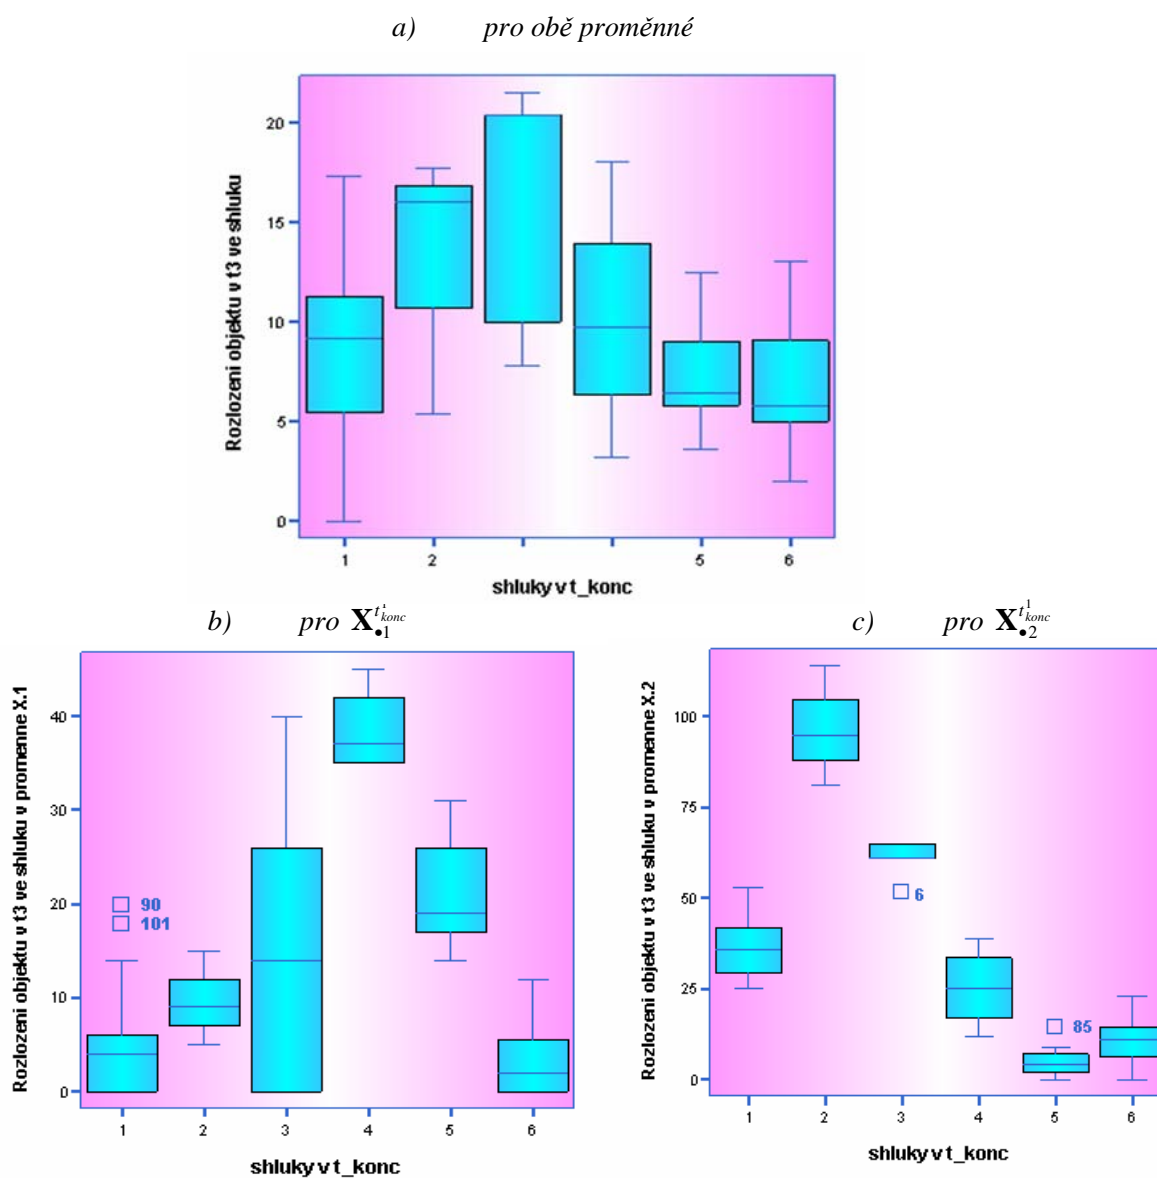 a) pro obě proměnné
Rozlozeni objektu v t3 ve shluku
20
15
10
5
0
1 2 5 6
shluky v t_konc
b) pro X•1 t¹konc
c) pro X•2 t¹konc
Rozlozeni objektu v t3 ve shluku v promenne X.1
40
30
20
10
0
90
101
1 2 3 4 5 6
shluky v t_konc
Rozlozeni objektu v t3 ve shluku v promenne X.2
100
75
50
25
0
6
85
1 2 3 4 5 6
shluky v t_konc